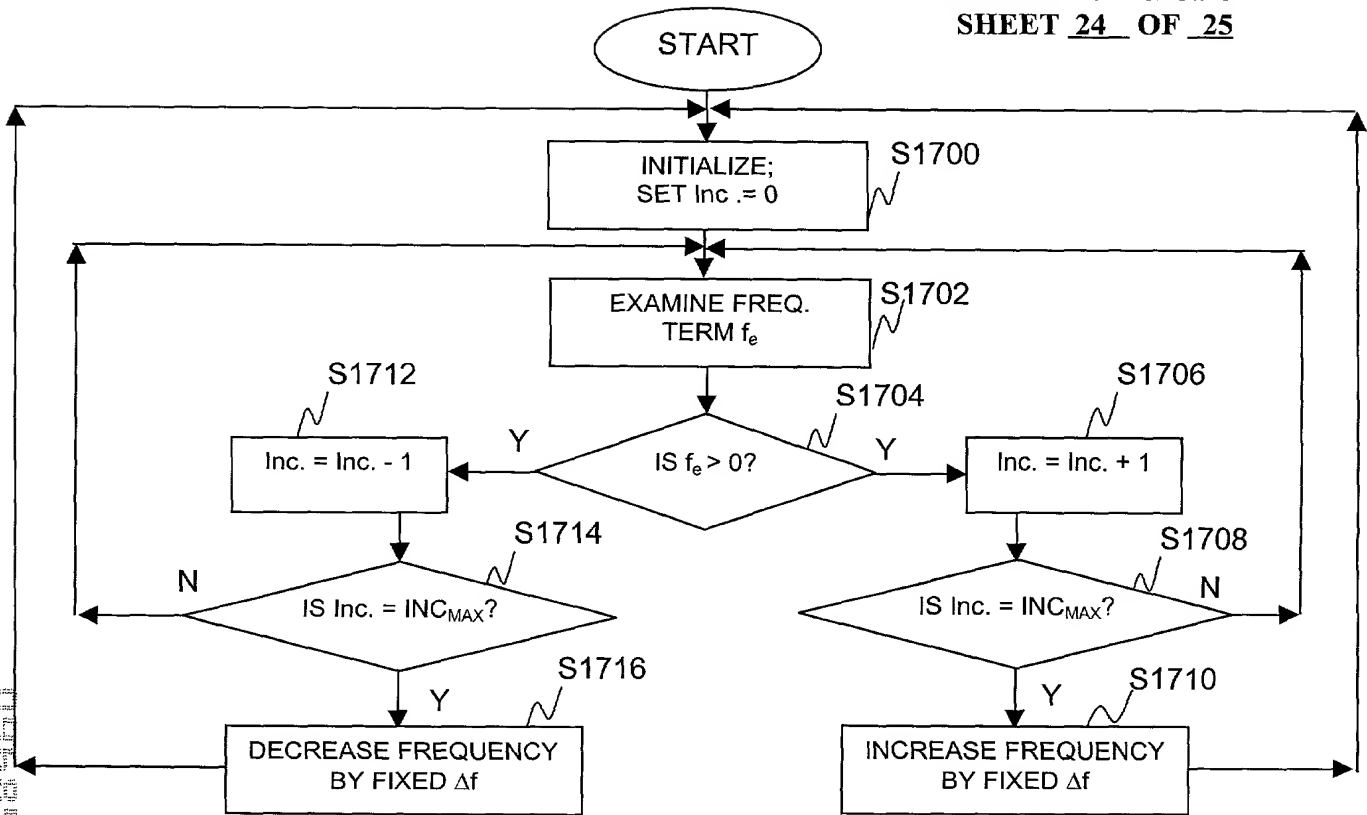 SHEET 24 OF 25
START
S1700
INITIALIZE;
SET Inc .= 0
S1702
EXAMINE FREQ.
TERM fₑ
S1712
S1704
S1706
Inc. = Inc. - 1
Y
IS fₑ > 0?
Y
Inc. = Inc. + 1
S1714
S1708
N
IS Inc. = INC_MAX?
IS Inc. = INC_MAX?
N
S1716
S1710
Y
Y
DECREASE FREQUENCY
BY FIXED Δf
INCREASE FREQUENCY
BY FIXED Δf